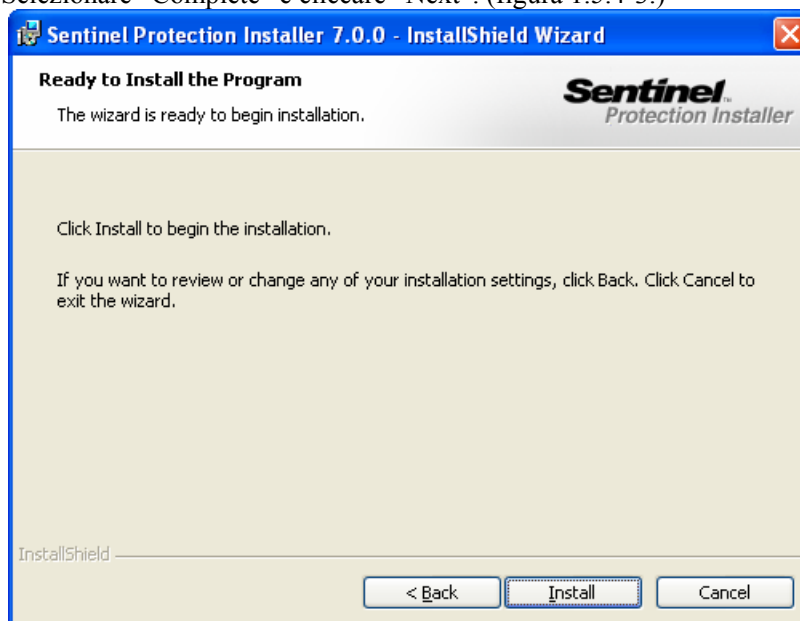 Selezionare "Complete" e cliccare "Next". (figura 1.5.4-3.)
Sentinel Protection Installer 7.0.0 - InstallShield Wizard
Ready to Install the Program
The wizard is ready to begin installation.
Sentinel™
Protection Installer
Click Install to begin the installation.
If you want to review or change any of your installation settings, click Back. Click Cancel to
exit the wizard.
InstallShield
< Back
Install
Cancel